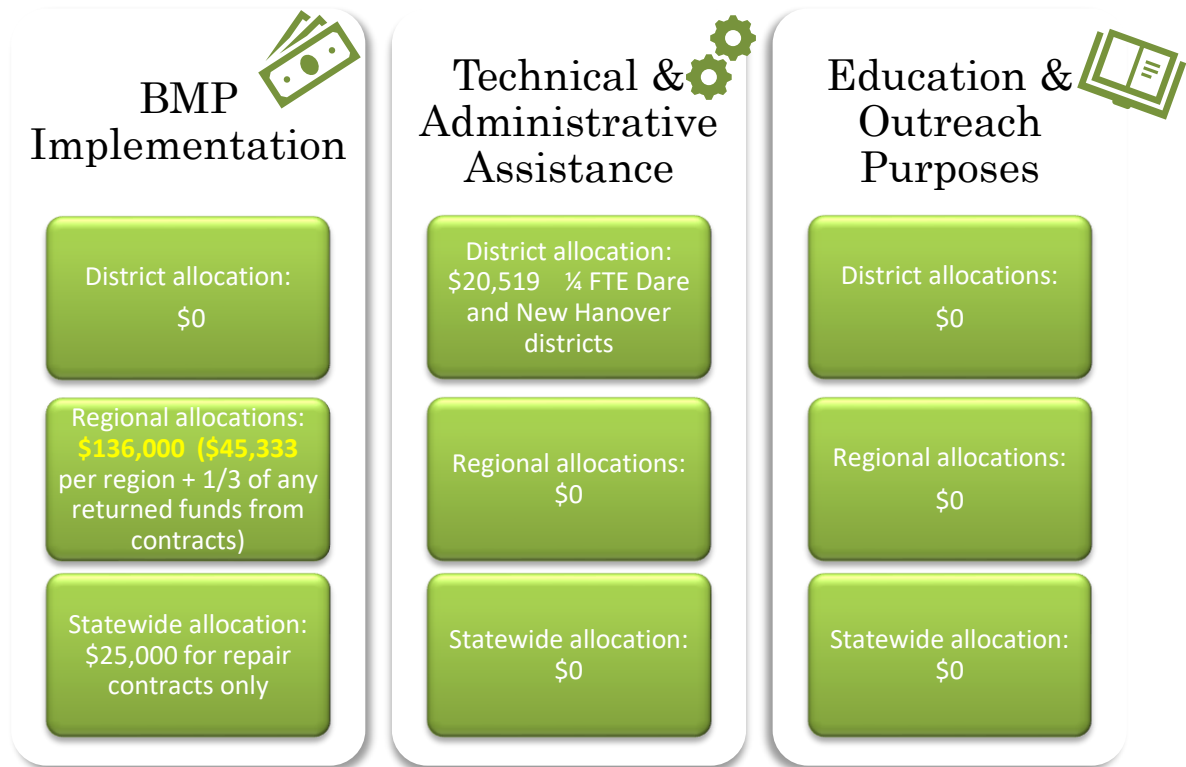 BMP
Implementation
District allocation:
$0
Regional allocations:
$136,000 ($45,333
per region + 1/3 of any
returned funds from
contracts)
Statewide allocation:
$25,000 for repair
contracts only
Technical &
Administrative
Assistance
District allocation:
$20,519 ¼ FTE Dare
and New Hanover
districts
Regional allocations:
$0
Statewide allocation:
$0
Education &
Outreach
Purposes
District allocations:
$0
Regional allocations:
$0
Statewide allocation:
$0